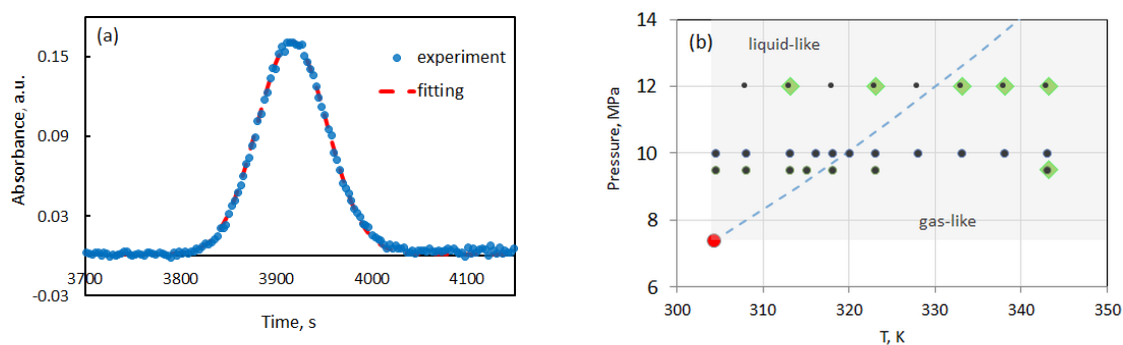 (a)
0.15
0.09
0.03
-0.03
Absorbance, a.u.
experiment
fitting
3700 3800 3900 4000 4100
Time, s
(b)
liquid-like
gas-like
14
12
10
8
6
Pressure, MPa
300 310 320 330 340 350
T, K